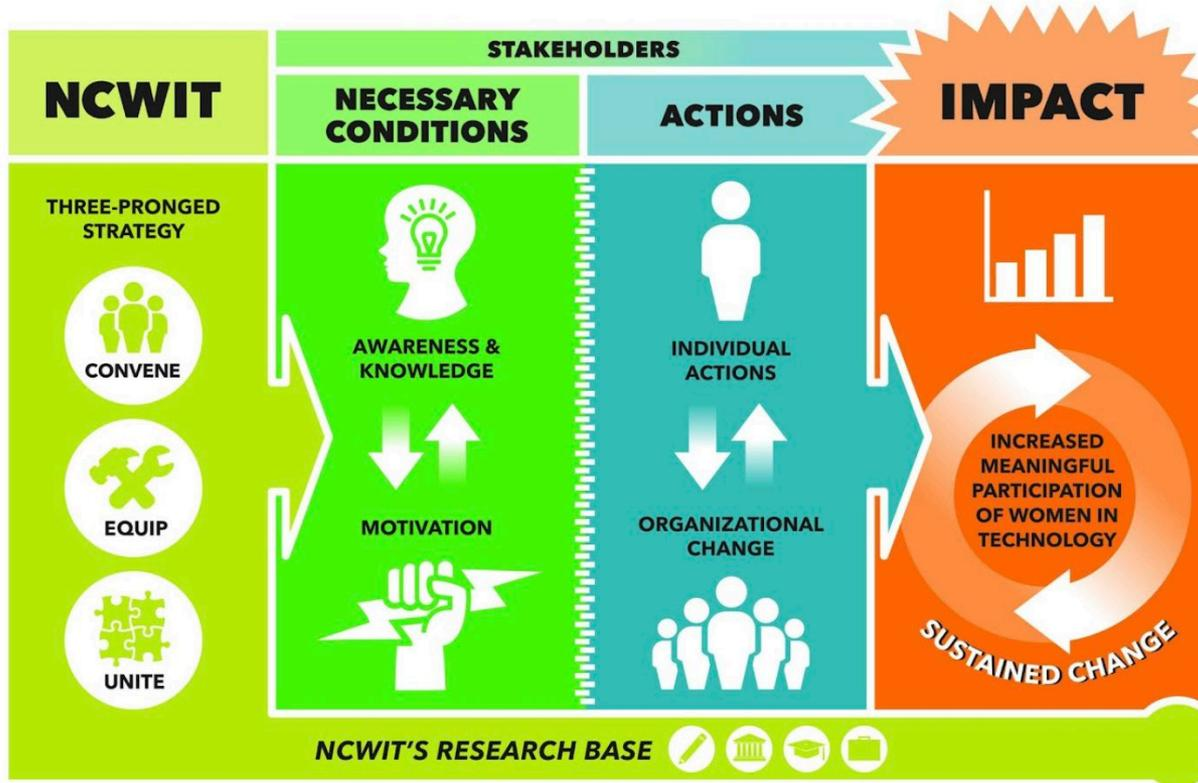 NCWIT
STAKEHOLDERS
NECESSARY
CONDITIONS
ACTIONS
IMPACT
THREE-PRONGED
STRATEGY
CONVENE
EQUIP
UNITE
AWARENESS &
KNOWLEDGE
MOTIVATION
INDIVIDUAL
ACTIONS
ORGANIZATIONAL
CHANGE
INCREASED
MEANINGFUL
PARTICIPATION
OF WOMEN IN
TECHNOLOGY
SUSTAINED CHANGE
NCWIT'S RESEARCH BASE